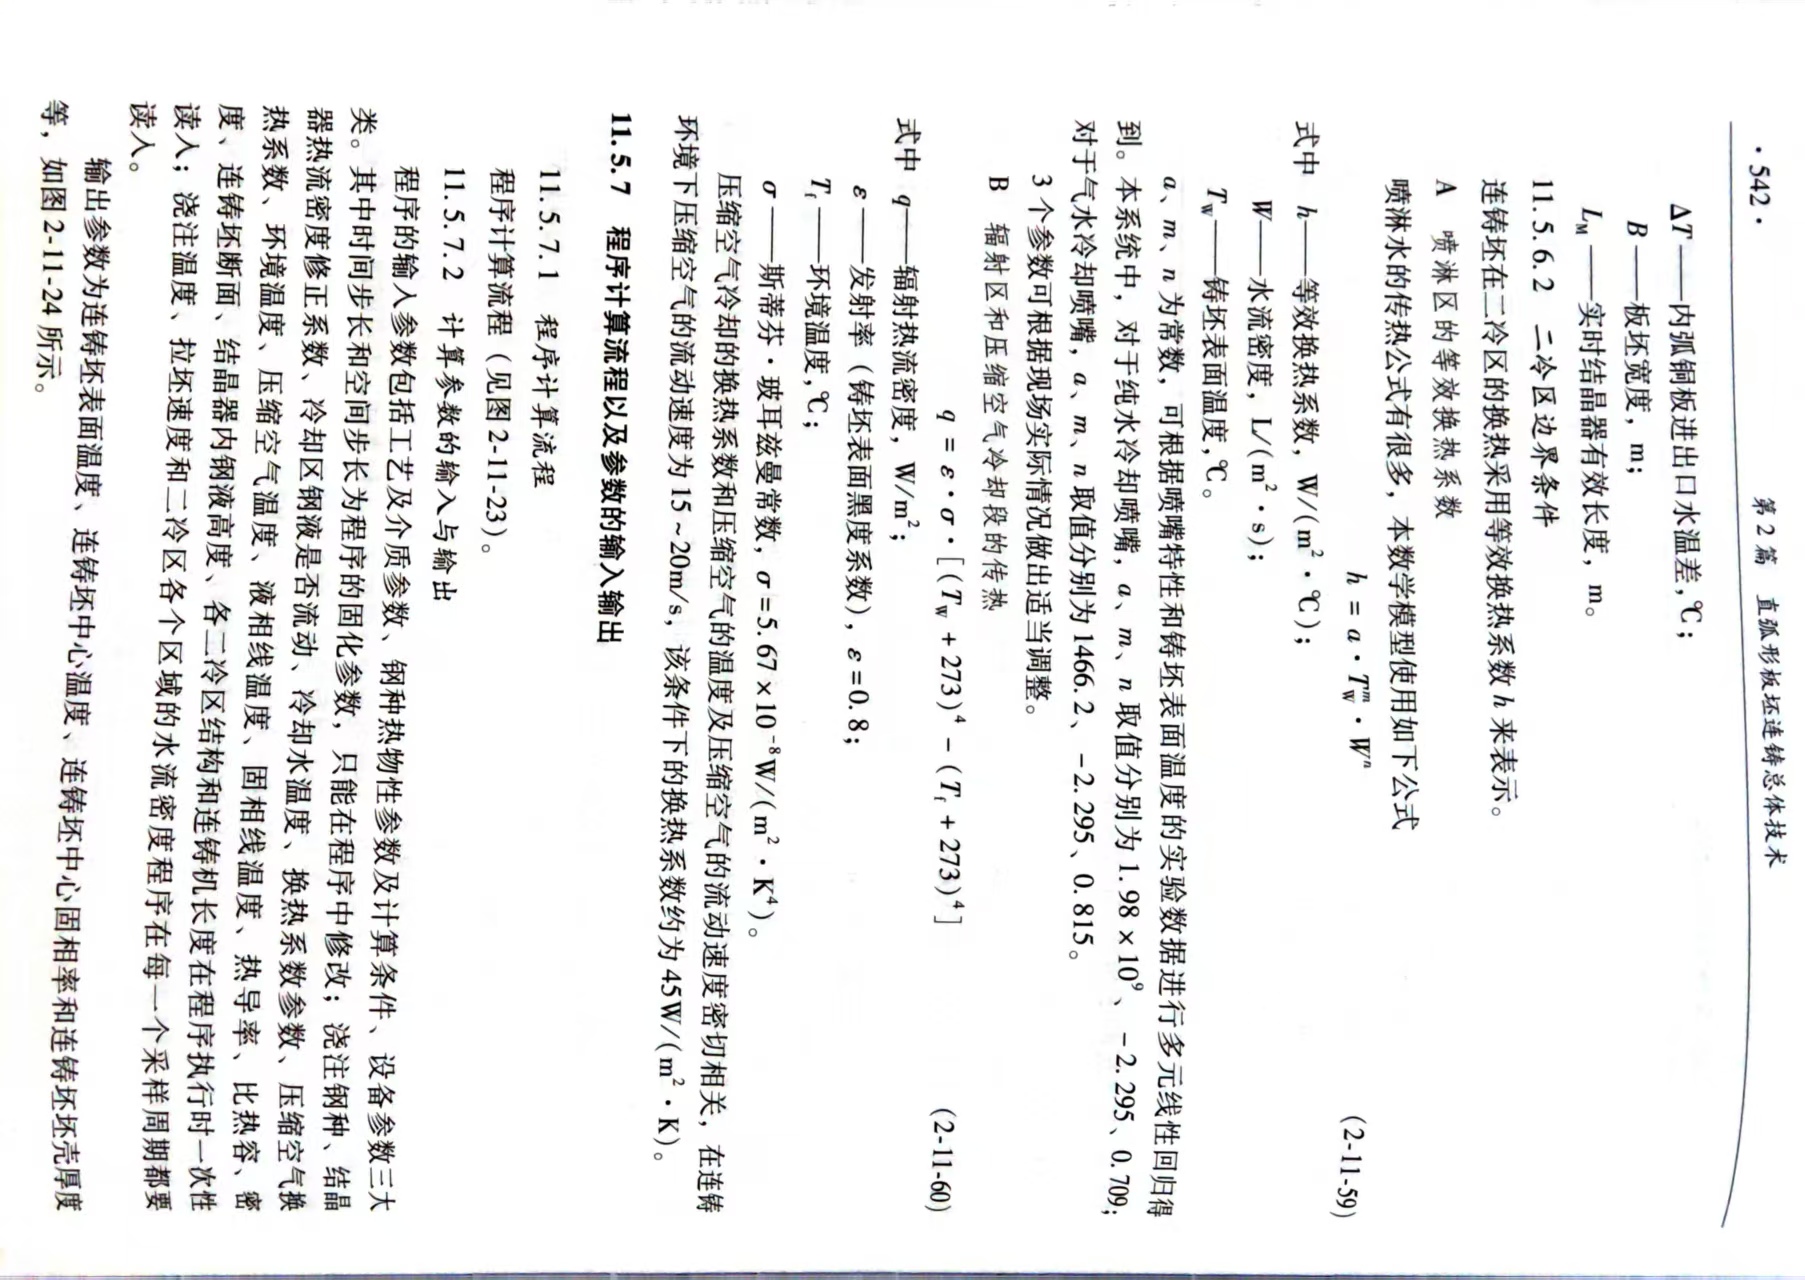 · 542 · 第 2 篇 直弧形板坯连铸总体技术
ΔT ——内弧铜板进出口水温差,℃；
B ——板坯宽度，m；
L_M ——实时结晶器有效长度，m。
11.5.6.2 二冷区边界条件
连铸坯在二冷区的换热采用等效换热系数 h 来表示。
A 喷淋区的等效换热系数
喷淋水的传热公式有很多，本数学模型使用如下公式
h = a · T_W^m · W^n (2-11-59)
式中 h——等效换热系数，W/(m²·℃)；
W——水流密度，L/(m²·s)；
T_W——铸坯表面温度,℃。
a、m、n 为常数，可根据喷嘴特性和铸坯表面温度的实验数据进行多元线性回归得
到。本系统中，对于纯水冷却喷嘴，a、m、n 取值分别为 1.98 × 10⁹、-2.295、0.709；
对于气水冷却喷嘴，a、m、n 取值分别为 1466.2、-2.295、0.815。
3 个参数可根据现场实际情况做出适当调整。
B 辐射区和压缩空气冷却段的传热
q = ε · σ · [(T_W + 273)⁴ - (T_f + 273)⁴] (2-11-60)
式中 q——辐射热流密度，W/m²；
ε ——发射率（铸坯表面黑度系数），ε = 0.8；
T_f ——环境温度,℃；
σ ——斯蒂芬·玻耳兹曼常数，σ = 5.67 × 10⁻⁸W/(m²·K⁴)。
压缩空气冷却的换热系数和压缩空气的温度及压缩空气的流动速度密切相关，在连铸
环境下压缩空气的流动速度为 15 ~ 20m/s，该条件下的换热系数约为 45W/(m²·K)。
11.5.7 程序计算流程以及参数的输入输出
11.5.7.1 程序计算流程
程序计算流程（见图 2-11-23）。
11.5.7.2 计算参数的输入与输出
程序的输入参数包括工艺及介质参数、钢种热物性参数及计算条件、设备参数三大
类。其中时间步长和空间步长为程序的固化参数，只能在程序中修改；浇注钢种、结晶
器热流密度修正系数、冷却区钢液是否流动、冷却水温度、换热系数参数、压缩空气换
热系数、环境温度、压缩空气温度、液相线温度、固相线温度、热导率、比热容、密
度、连铸坯断面、结晶器内钢液高度、各二冷区结构和连铸机长度在程序执行时一次性
读入；浇注温度、拉坯速度和二冷区各个区域的水流密度程序在每一个采样周期都要
读入。
输出参数为连铸坯表面温度、连铸坯中心温度、连铸坯中心固相率和连铸坯坯壳厚度
等，如图 2-11-24 所示。